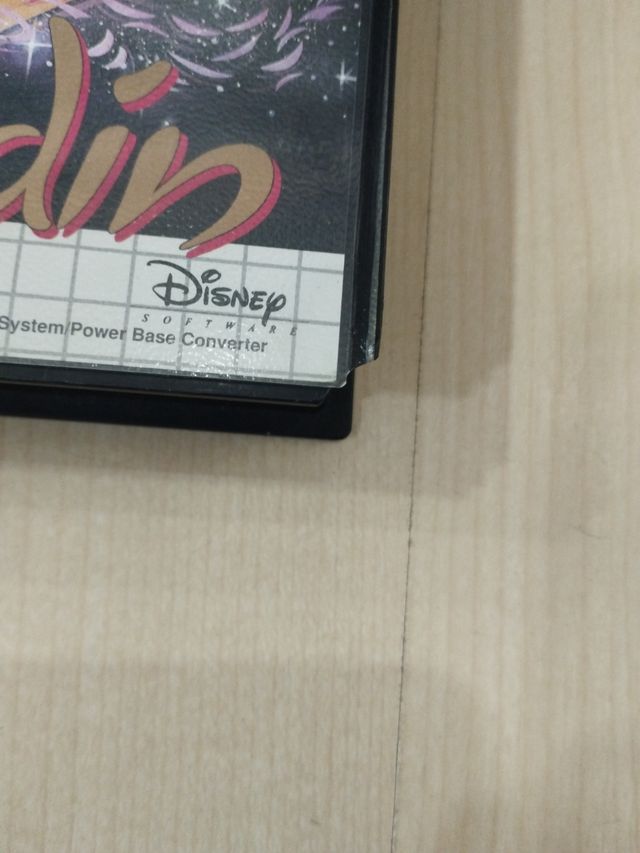 din
Disney
SOFTWARE
System/Power Base Converter